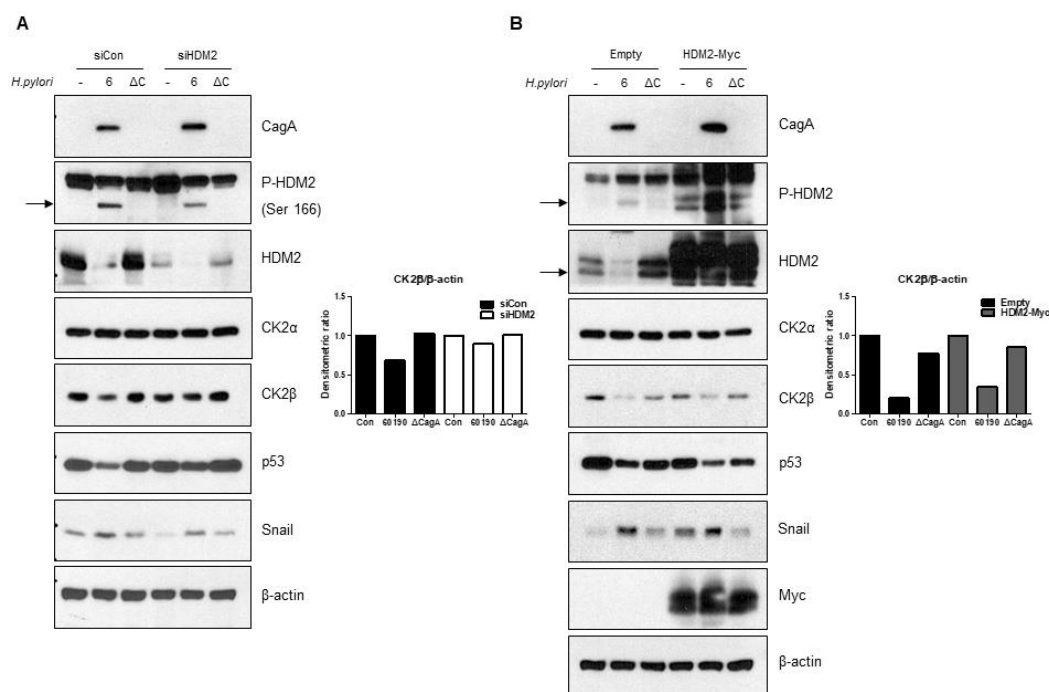 A
siCon siHDM2
H.pylori - 6 ΔC - 6 ΔC
CagA
P-HDM2
(Ser 166)
HDM2
CK2α
CK2β
p53
Snail
β-actin
CK2β/β-actin
siCon
siHDM2
Densitometric ratio
1.5
1.0
0.5
0.0
Con 60190 ΔCagA Con 60190 ΔCagA
B
Empty HDM2-Myc
H.pylori - 6 ΔC - 6 ΔC
CagA
P-HDM2
HDM2
CK2α
CK2β
p53
Snail
Myc
β-actin
CK2β/β-actin
Empty
HDM2-Myc
Densitometric ratio
1.5
1.0
0.5
0.0
Con 60190 ΔCagA Con 60190 ΔCagA